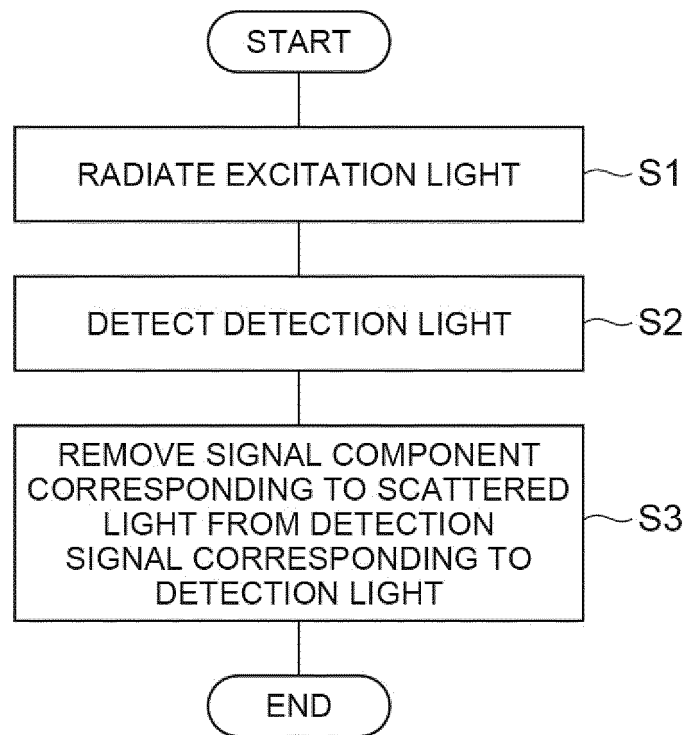 START
RADIATE EXCITATION LIGHT
S1
DETECT DETECTION LIGHT
S2
REMOVE SIGNAL COMPONENT
CORRESPONDING TO SCATTERED
LIGHT FROM DETECTION
SIGNAL CORRESPONDING TO
DETECTION LIGHT
S3
END